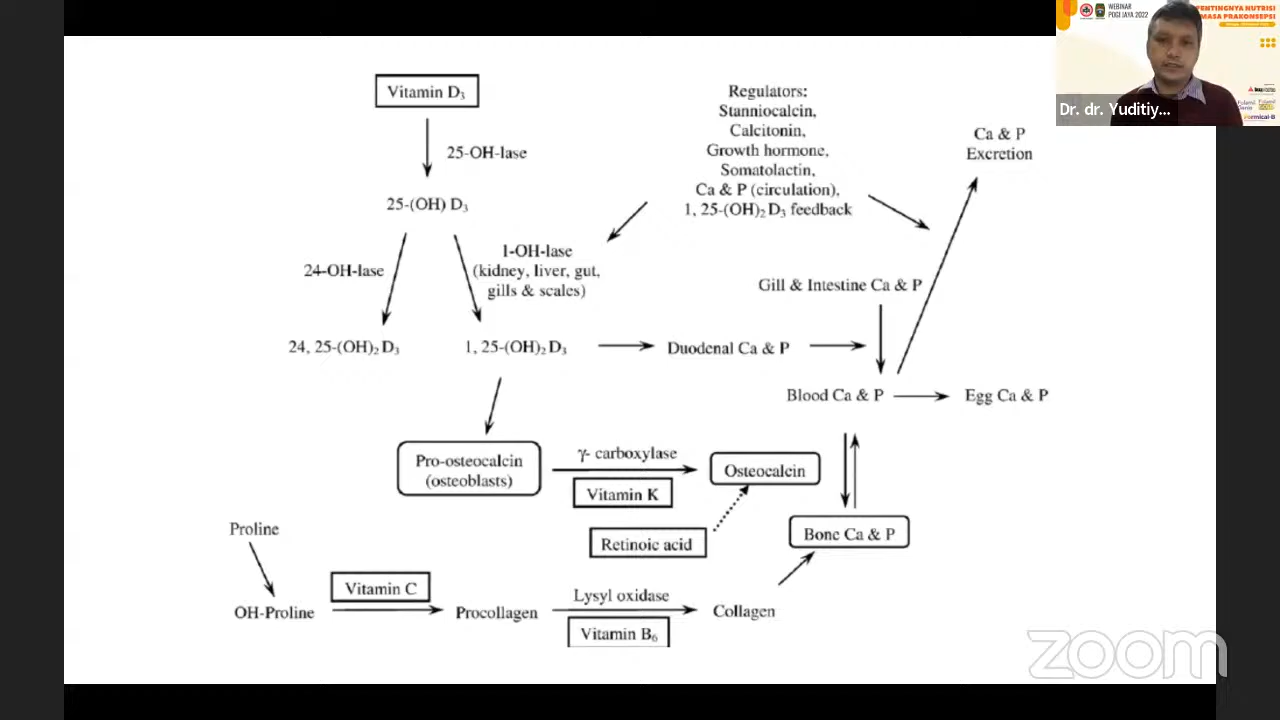 WEBINAR
POGI JAYA 2022
PENTINGNYA NUTRISI
MASA PRAKONSEPSI
Dr. dr. Yuditiy...
Vitamin D₃
25-OH-lase
25-(OH) D₃
24-OH-lase
1-OH-lase
(kidney, liver, gut,
gills & scales)
24, 25-(OH)₂ D₃
1, 25-(OH)₂ D₃
Regulators:
Stanniocalcin,
Calcitonin,
Growth hormone,
Somatolactin,
Ca & P (circulation),
1, 25-(OH)₂ D₃ feedback
Ca & P
Excretion
Gill & Intestine Ca & P
Duodenal Ca & P
Blood Ca & P
Egg Ca & P
Pro-osteocalcin
(osteoblasts)
γ- carboxylase
Vitamin K
Osteocalcin
Retinoic acid
Bone Ca & P
Proline
OH-Proline
Vitamin C
Procollagen
Lysyl oxidase
Vitamin B₆
Collagen
zoom